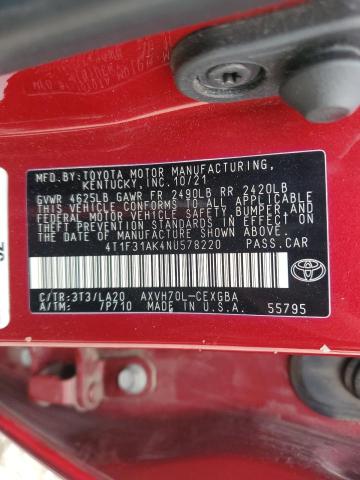 MFD.BY:TOYOTA MOTOR MANUFACTURING,
KENTUCKY, INC. 10/21
GVWR 4625LB GAWR FR 2490LB RR 2420LB
THIS VEHICLE CONFORMS TO ALL APPLICABLE
FEDERAL MOTOR VEHICLE SAFETY, BUMPER, AND
THEFT PREVENTION STANDARDS IN EFFECT ON
THE DATE OF MANUFACTURE SHOWN ABOVE.
4T1F31AK4NU578220 PASS.CAR
C/TR:3T3/LA20 AXVH70L-CEXGBA
A/TM: /P710 MADE IN U.S.A. 55795
TOYOTA